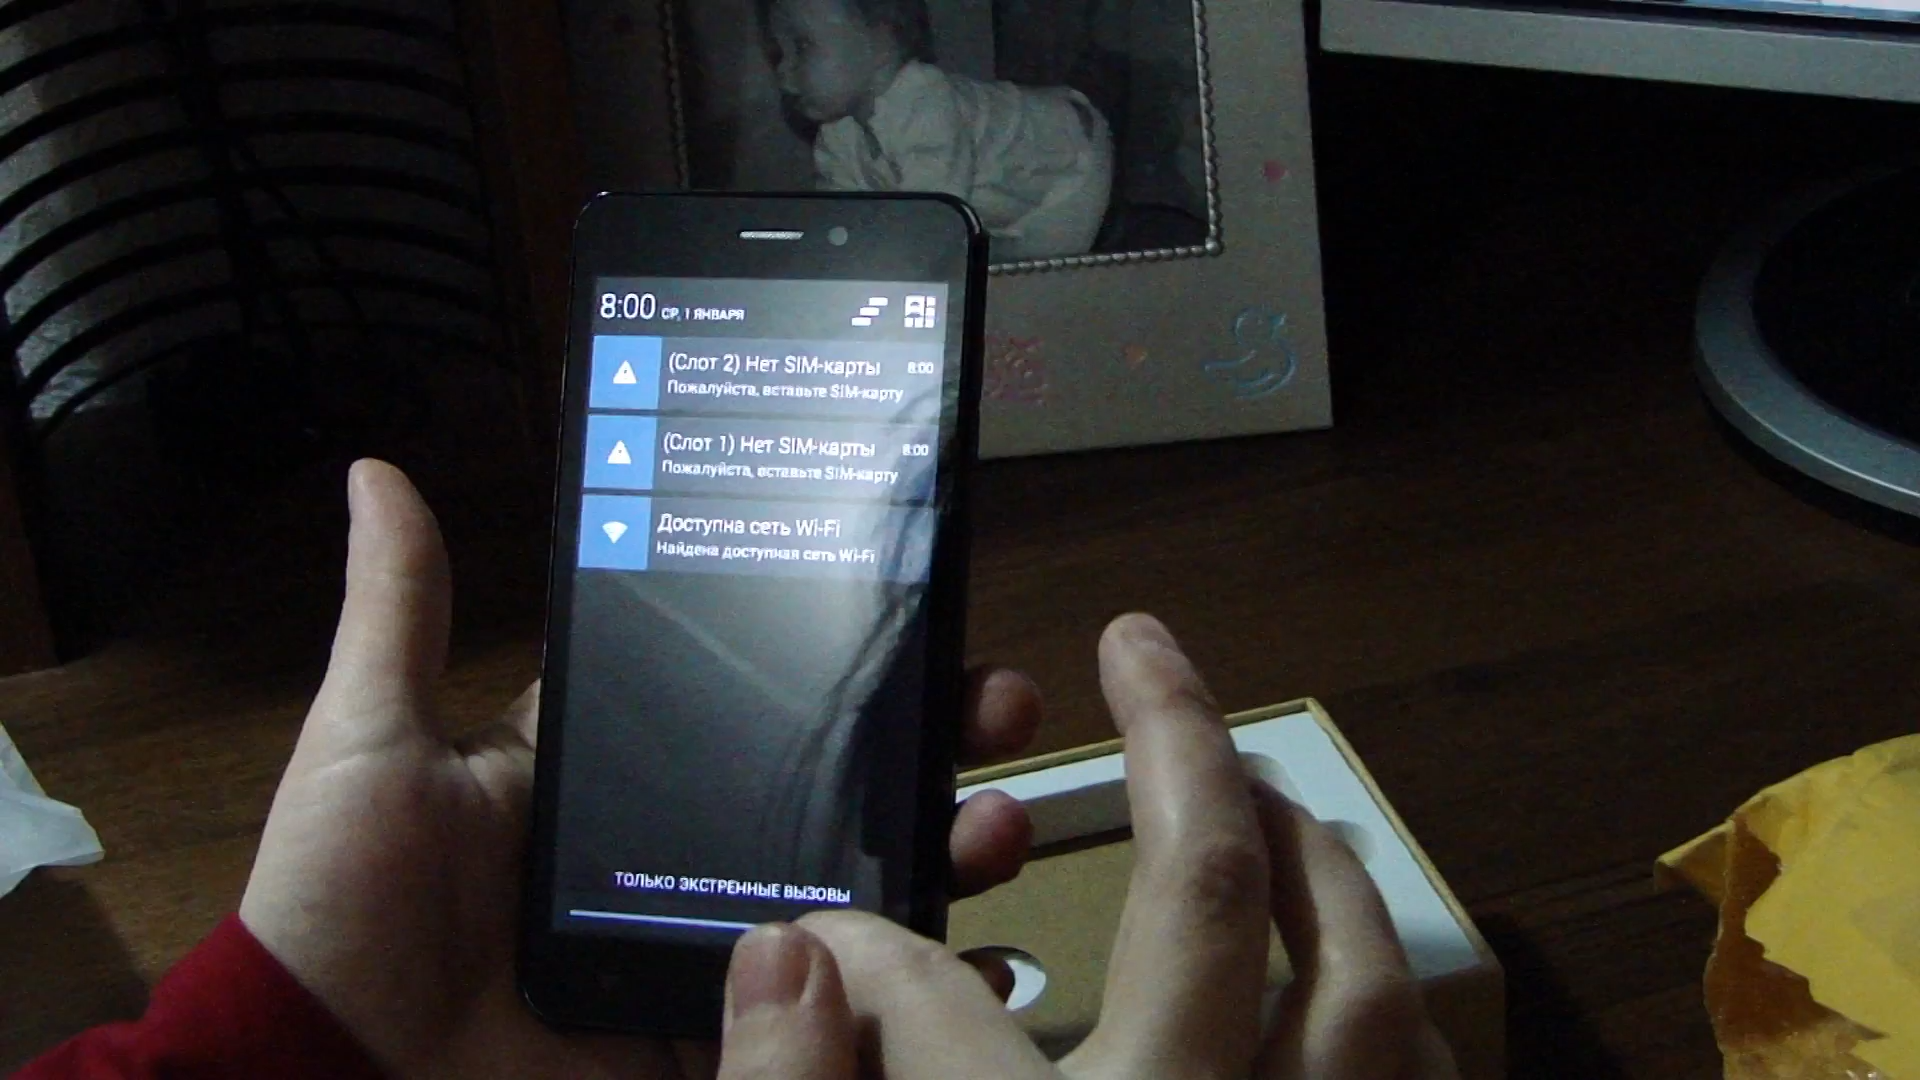 8:00 СР, 1 ЯНВАРЯ
(Слот 2) Нет SIM-карты 8:00
Пожалуйста, вставьте SIM-карту
(Слот 1) Нет SIM-карты 8:00
Пожалуйста, вставьте SIM-карту
Доступна сеть Wi-Fi
Найдена доступная сеть Wi-Fi
ТОЛЬКО ЭКСТРЕННЫЕ ВЫЗОВЫ